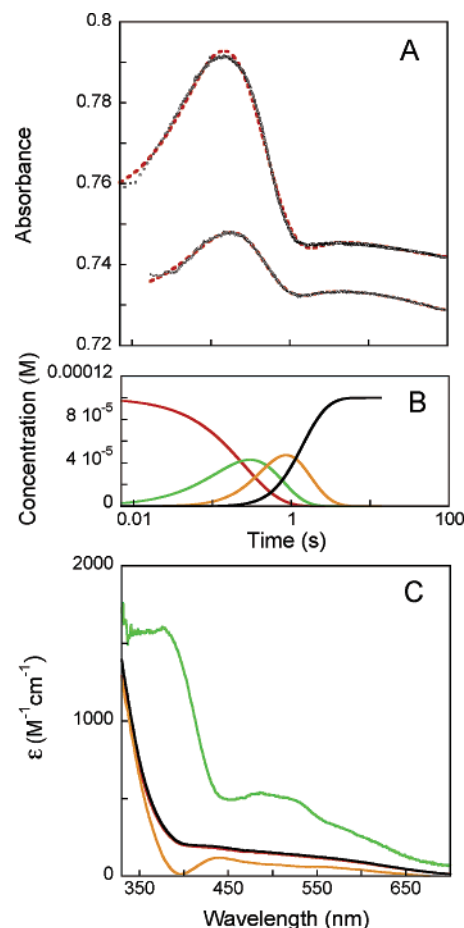 0.8
A
0.78
0.76
0.74
0.72
Absorbance
0.00012
B
8 10-5
4 10-5
0
Concentration (M)
0.01
1
100
Time (s)
2000
C
1000
0
ε (M-1cm-1)
350
450
550
650
Wavelength (nm)